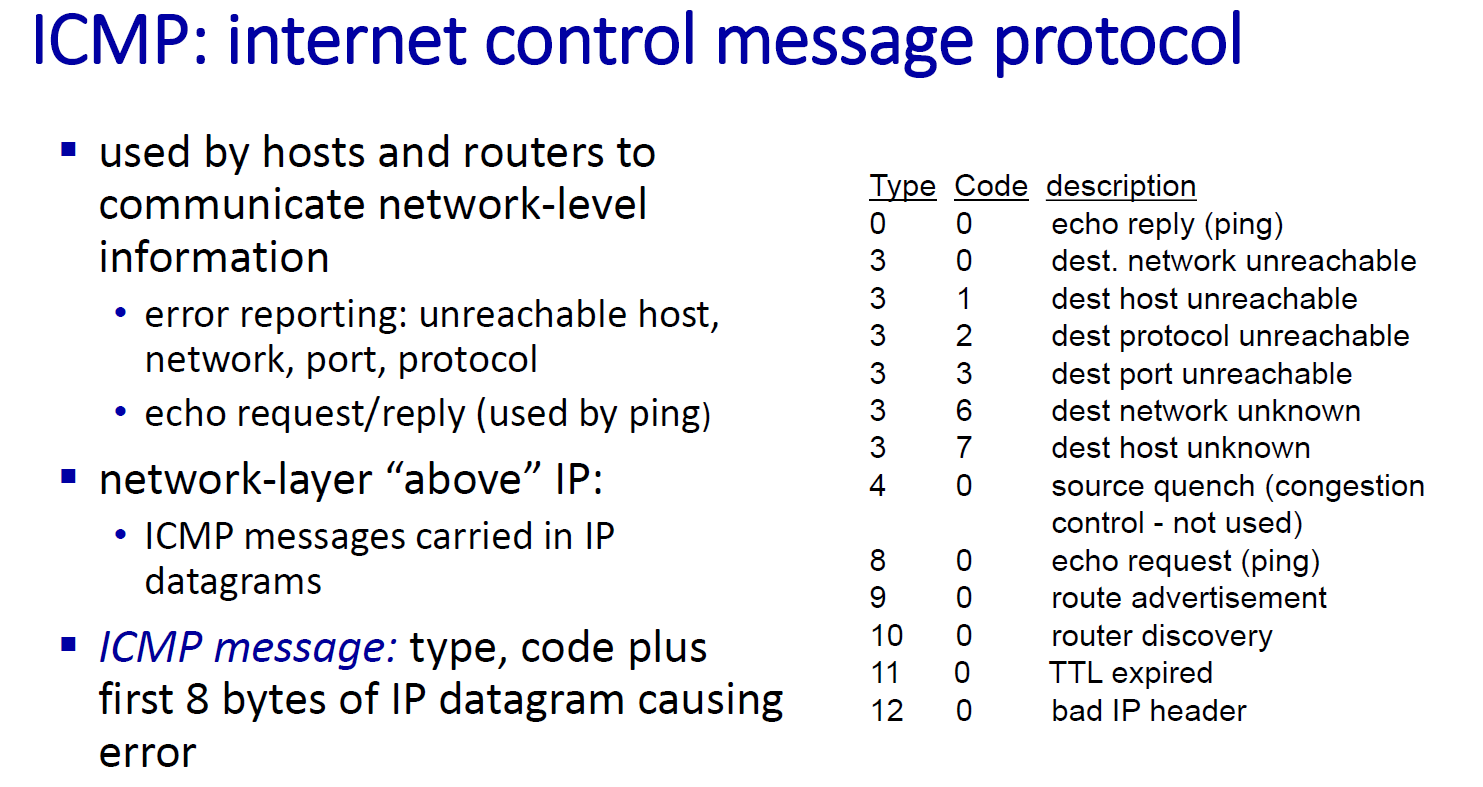 ICMP: internet control message protocol
▪ used by hosts and routers to
communicate network-level
information
• error reporting: unreachable host,
network, port, protocol
• echo request/reply (used by ping)
▪ network-layer “above” IP:
• ICMP messages carried in IP
datagrams
▪ ICMP message: type, code plus
first 8 bytes of IP datagram causing
error
Type Code description
0 0 echo reply (ping)
3 0 dest. network unreachable
3 1 dest host unreachable
3 2 dest protocol unreachable
3 3 dest port unreachable
3 6 dest network unknown
3 7 dest host unknown
4 0 source quench (congestion
control - not used)
8 0 echo request (ping)
9 0 route advertisement
10 0 router discovery
11 0 TTL expired
12 0 bad IP header